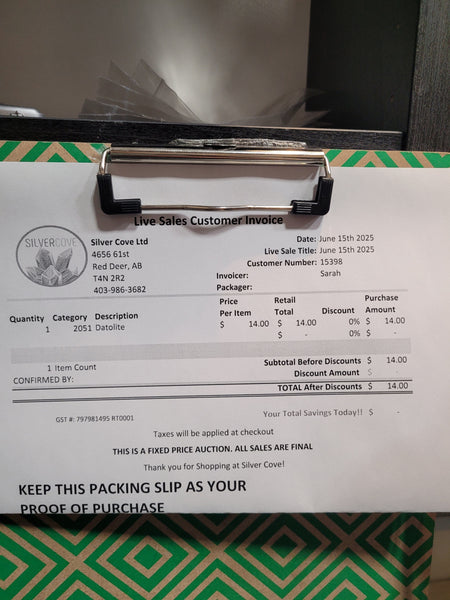 Live Sales Customer Invoice
SILVERCOVE
Silver Cove Ltd
4656 61st
Red Deer, AB
T4N 2R2
403-986-3682
Date: June 15th 2025
Live Sale Title: June 15th 2025
Customer Number: 15398
Invoicer: Sarah
Packager:
Quantity Category Description Price Per Item Retail Total Discount Purchase Amount
1 2051 Datolite $ 14.00 $ 14.00 0% $ 14.00
$ - 0% $ -
1 Item Count Subtotal Before Discounts $ 14.00
CONFIRMED BY: Discount Amount $ -
TOTAL After Discounts $ 14.00
GST #: 797981495 RT0001 Your Total Savings Today!! $ -
Taxes will be applied at checkout
THIS IS A FIXED PRICE AUCTION. ALL SALES ARE FINAL
Thank you for Shopping at Silver Cove!
KEEP THIS PACKING SLIP AS YOUR
PROOF OF PURCHASE